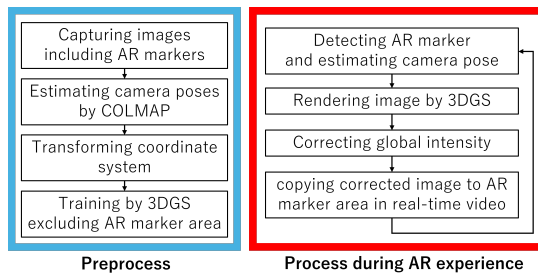 Capturing images
including AR markers
Estimating camera poses
by COLMAP
Transforming coordinate
system
Training by 3DGS
excluding AR marker area
Preprocess
Detecting AR marker
and estimating camera pose
Rendering image by 3DGS
Correcting global intensity
copying corrected image to AR
marker area in real-time video
Process during AR experience